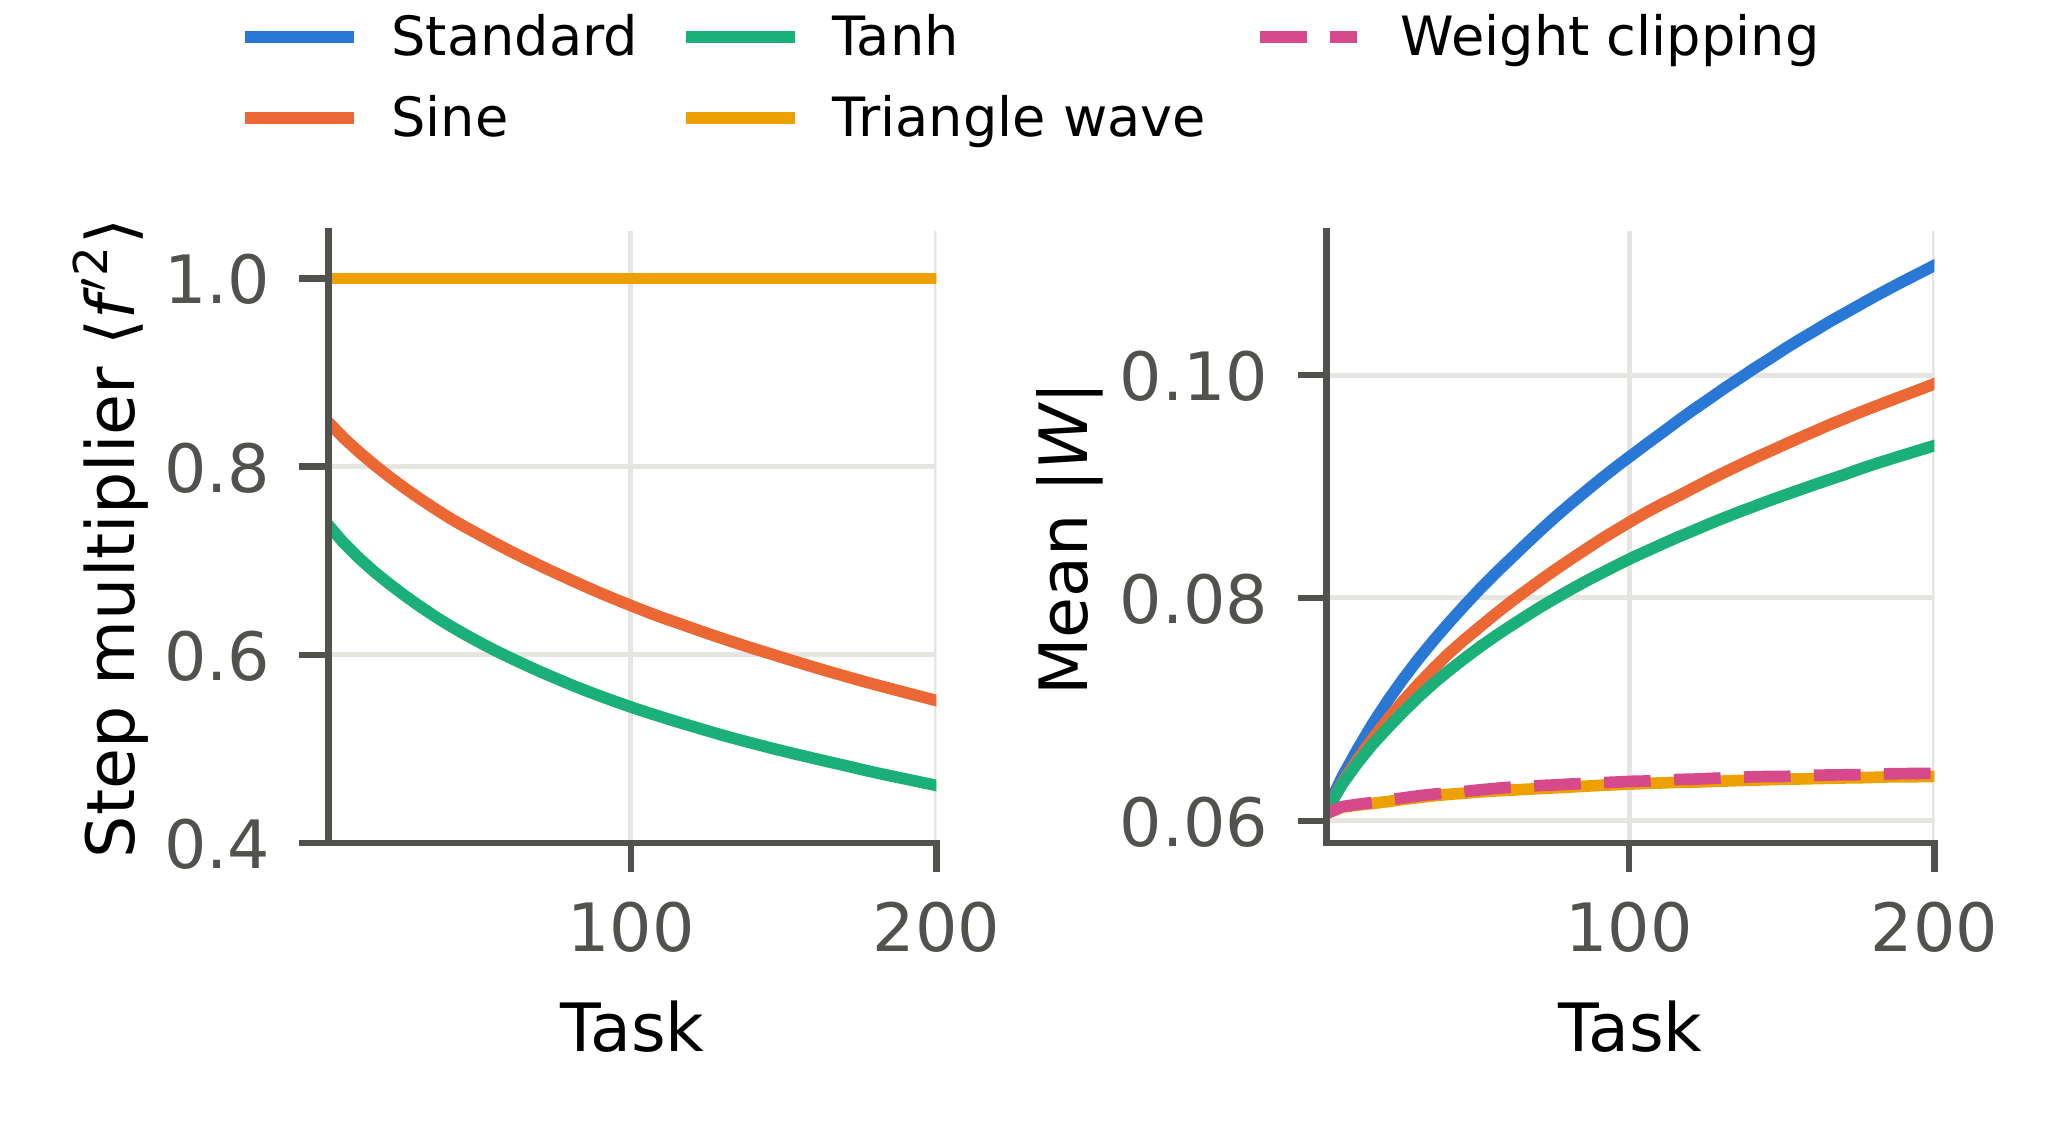 Standard Tanh Weight clipping
Sine Triangle wave
Step multiplier ⟨f′²⟩
1.0
0.8
0.6
0.4
100 200
Task
Mean |W|
0.10
0.08
0.06
100 200
Task